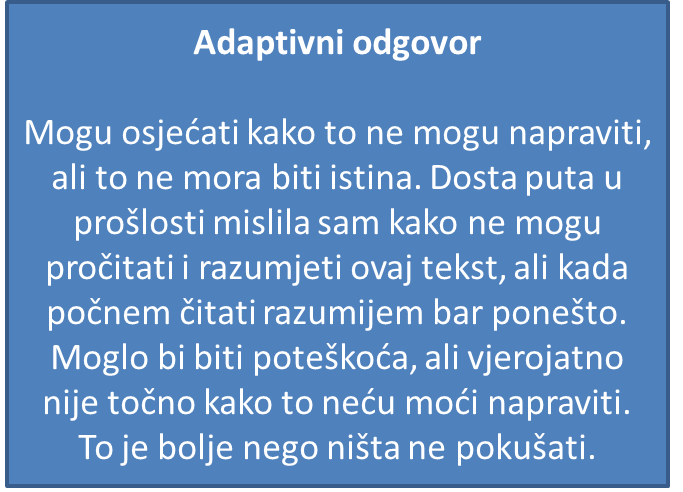 Adaptivni odgovor
Mogu osjećati kako to ne mogu napraviti,
ali to ne mora biti istina. Dosta puta u
prošlosti mislila sam kako ne mogu
pročitati i razumjeti ovaj tekst, ali kada
počnem čitati razumijem bar ponešto.
Moglo bi biti poteškoća, ali vjerojatno
nije točno kako to neću moći napraviti.
To je bolje nego ništa ne pokušati.